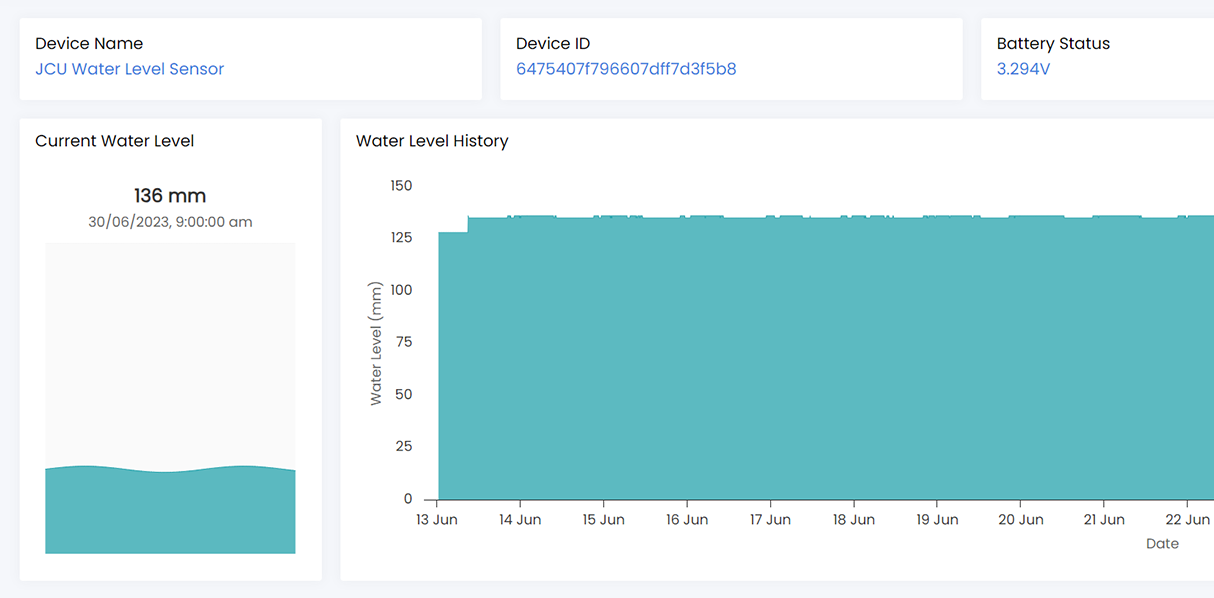 Device Name
JCU Water Level Sensor
Device ID
6475407f796607dff7d3f5b8
Battery Status
3.294V
Current Water Level
136 mm
30/06/2023, 9:00:00 am
Water Level History
Water Level (mm)
150
125
100
75
50
25
0
13 Jun 14 Jun 15 Jun 16 Jun 17 Jun 18 Jun 19 Jun 20 Jun 21 Jun 22 Jun
Date